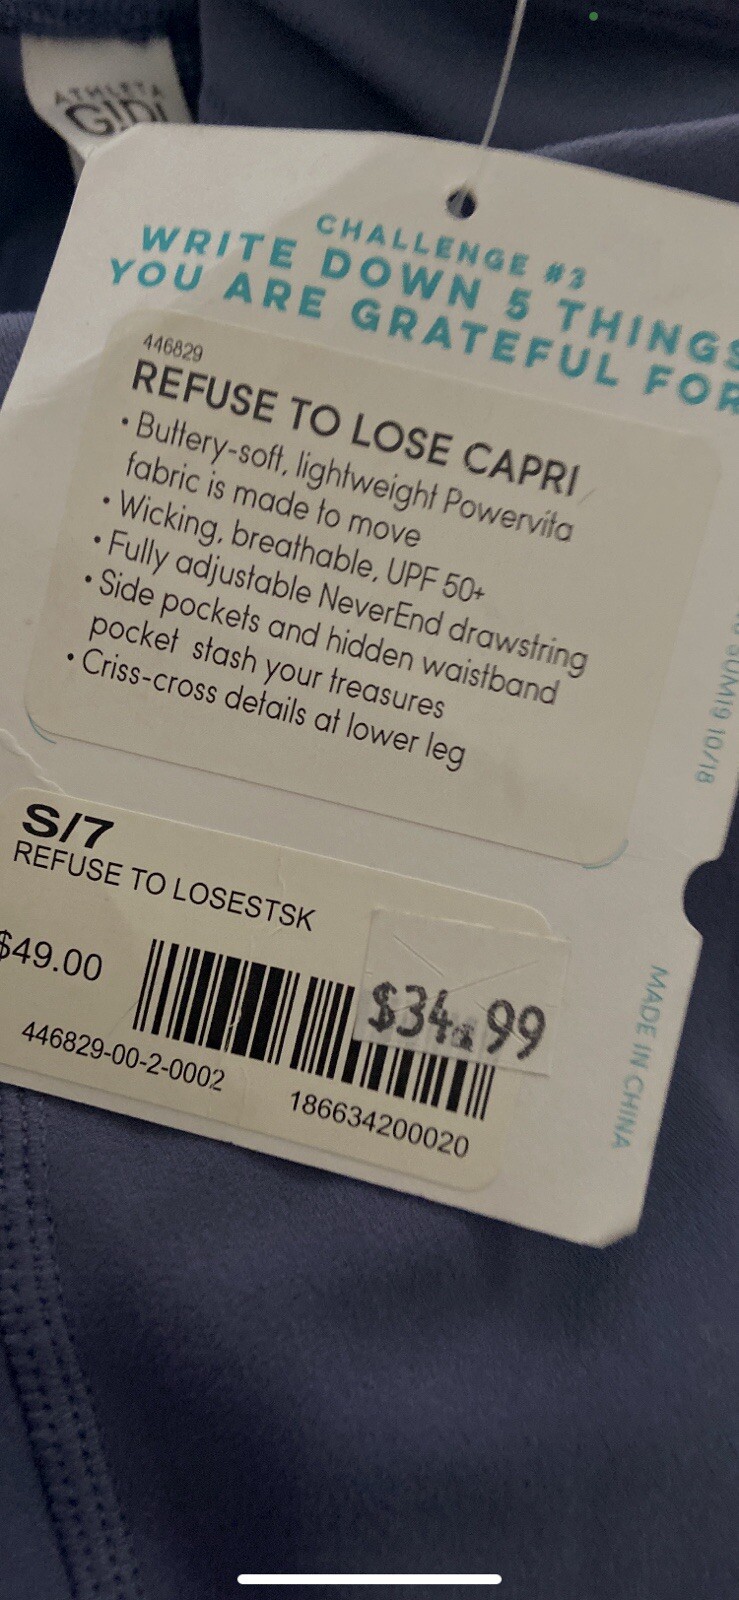 ATHLETA
GIRL
CHALLENGE #3
WRITE DOWN 5 THINGS
YOU ARE GRATEFUL FOR
446829
REFUSE TO LOSE CAPRI
• Buttery-soft, lightweight Powervita
fabric is made to move
• Wicking, breathable, UPF 50+
• Fully adjustable NeverEnd drawstring
• Side pockets and hidden waistband
pocket stash your treasures
• Criss-cross details at lower leg
SUM19 10/18
S/7
REFUSE TO LOSESTSK
$49.00
$34.99
446829-00-2-0002
186634200020
MADE IN CHINA